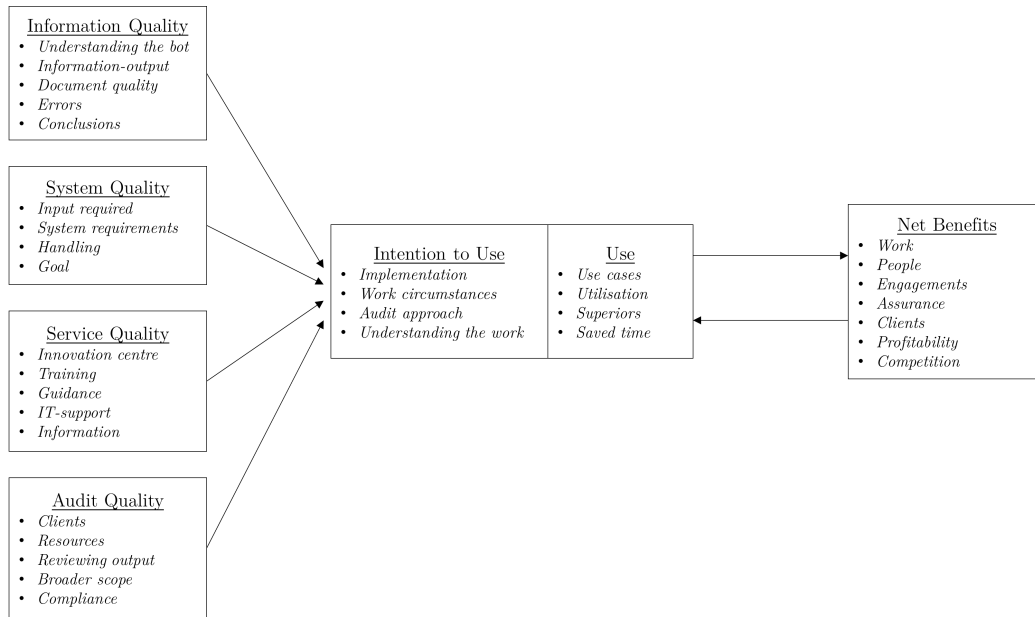 Information Quality
• Understanding the bot
• Information-output
• Document quality
• Errors
• Conclusions
System Quality
• Input required
• System requirements
• Handling
• Goal
Service Quality
• Innovation centre
• Training
• Guidance
• IT-support
• Information
Audit Quality
• Clients
• Resources
• Reviewing output
• Broader scope
• Compliance
Intention to Use
• Implementation
• Work circumstances
• Audit approach
• Understanding the work
Use
• Use cases
• Utilisation
• Superiors
• Saved time
Net Benefits
• Work
• People
• Engagements
• Assurance
• Clients
• Profitability
• Competition